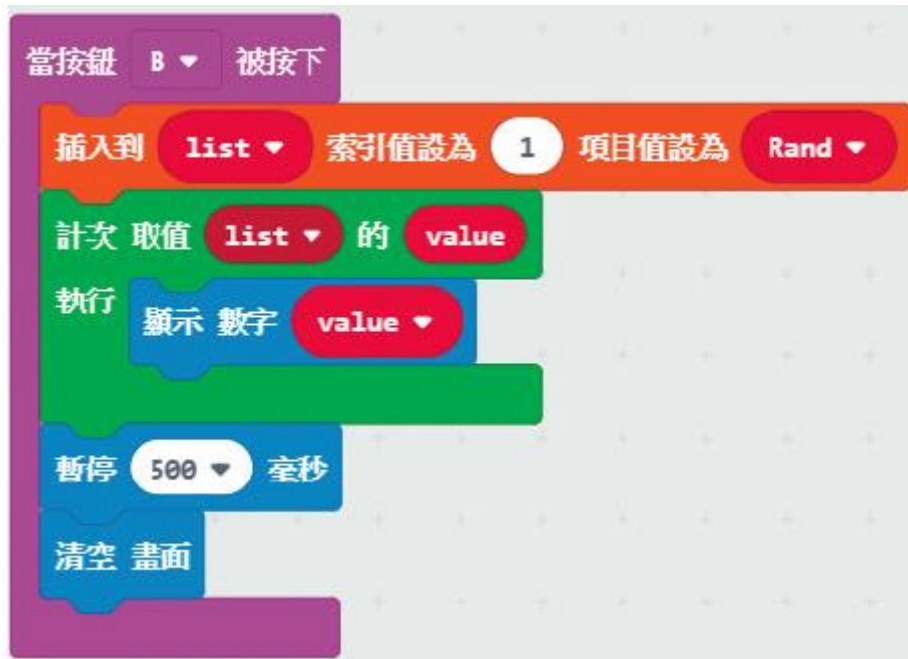 當按鈕 B 被按下
插入到 list 索引值設為 1 項目值設為 Rand
計次 取值 list 的 value
執行
顯示 數字 value
暫停 500 毫秒
清空 畫面